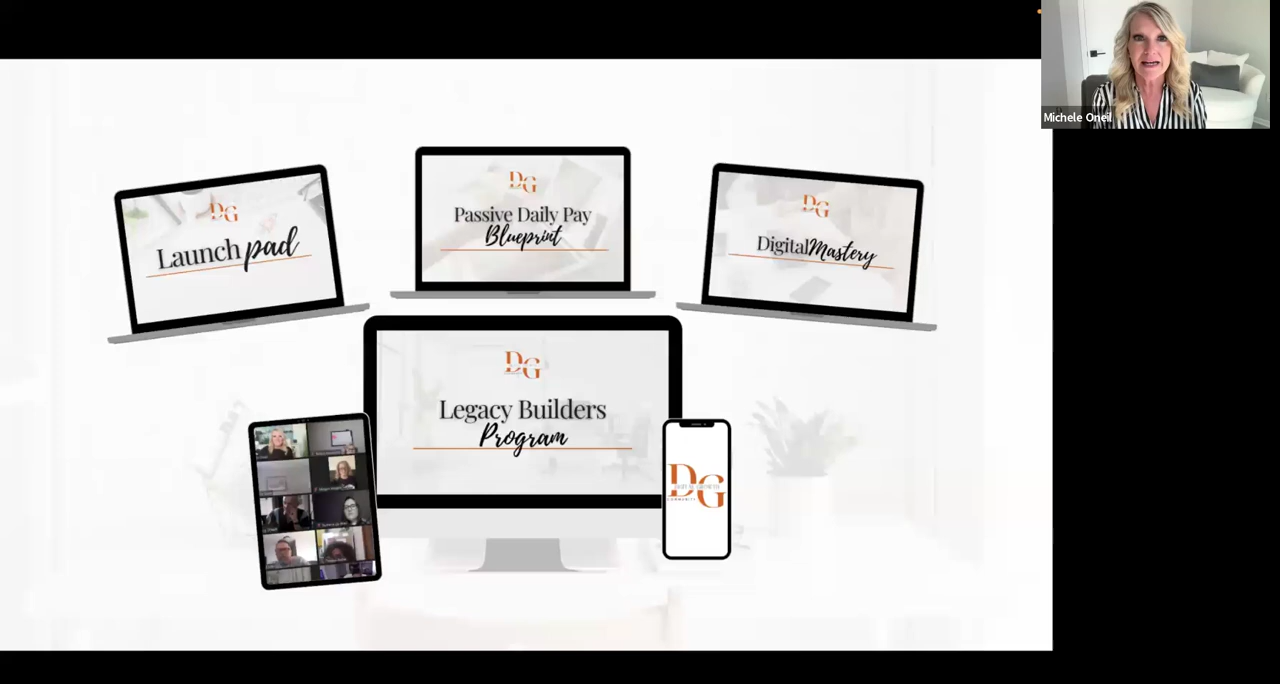 Michele Oneil
DG
Launch pad
DG
Passive Daily Pay
Blueprint
DG
DigitalMastery
DG
Legacy Builders
Program
DG